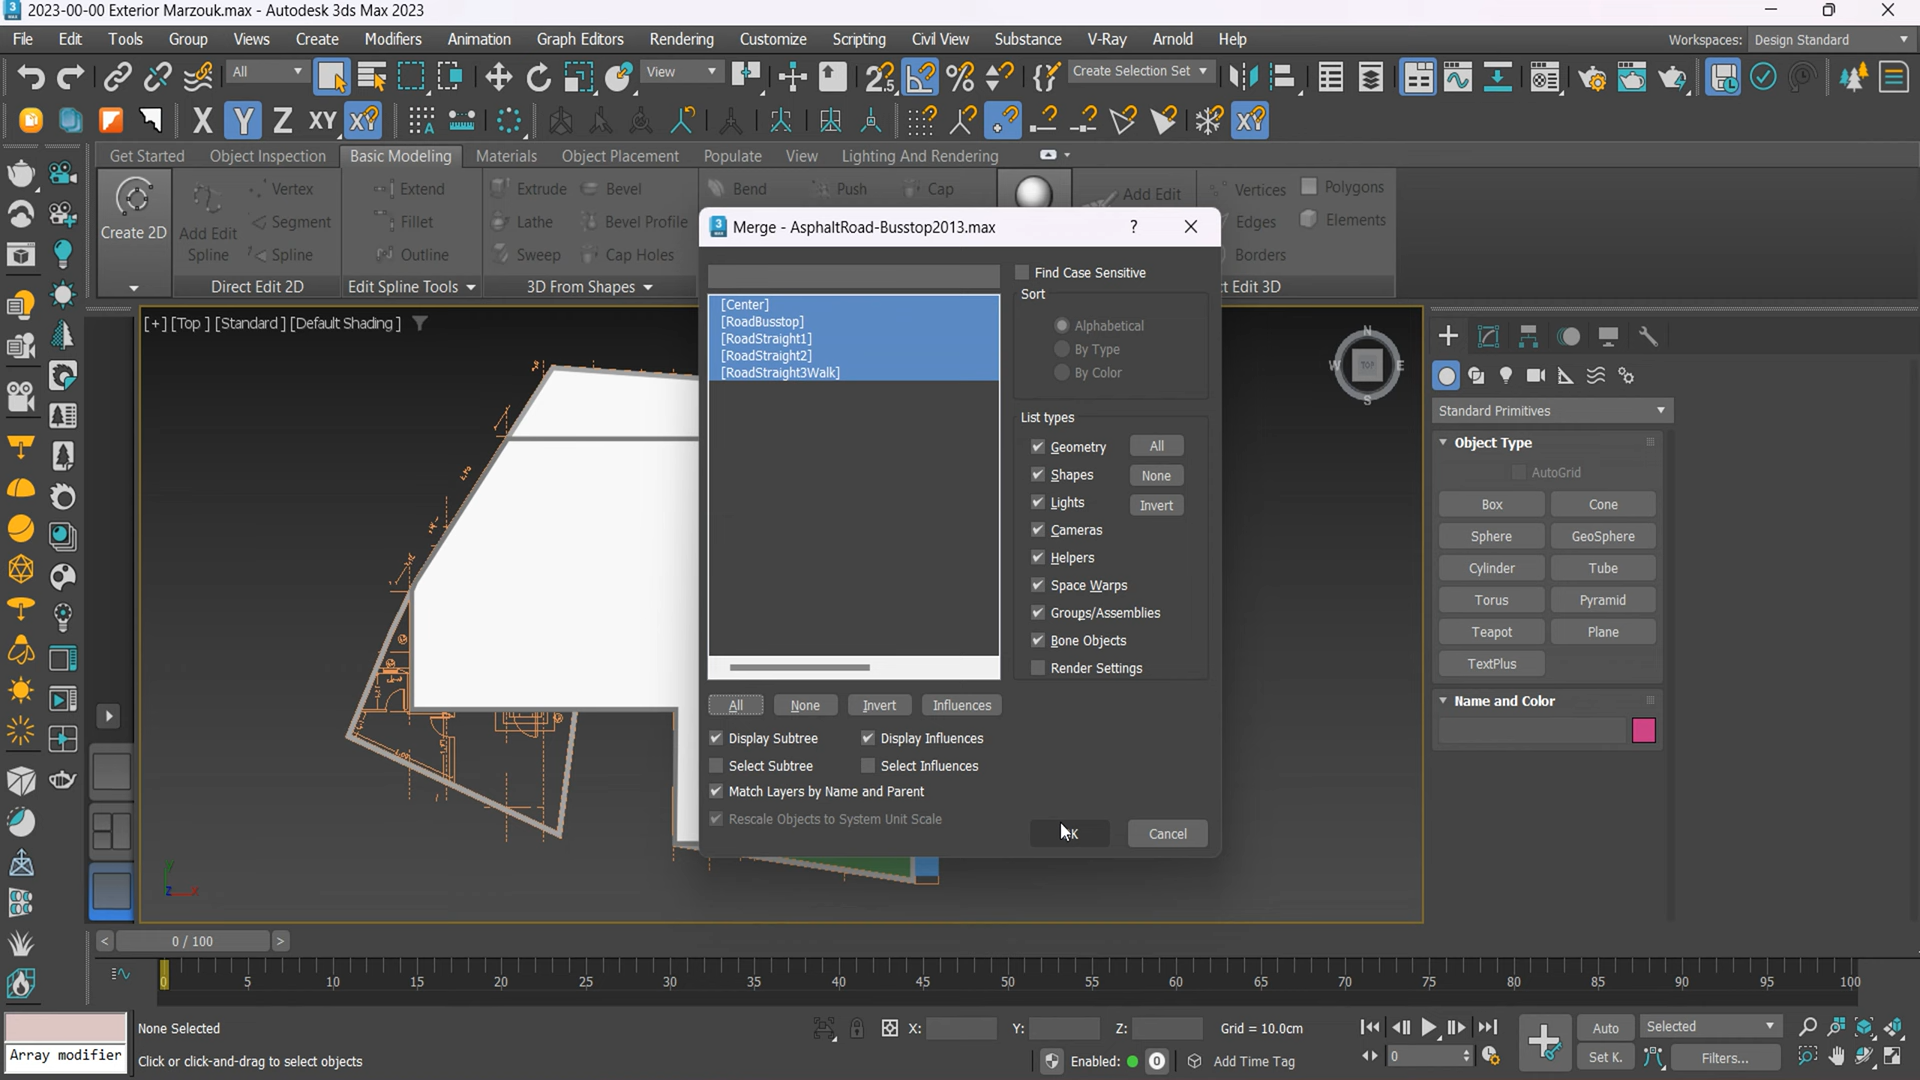 2023-00-00 Exterior Marzouk.max - Autodesk 3ds Max 2023
File Edit Tools Group Views Create Modifiers Animation Graph Editors Rendering Customize Scripting Civil View Substance V-Ray Arnold Help Workspaces: Design Standard
All View Create Selection Set
X Y Z XY
Get Started Object Inspection Basic Modeling Materials Object Placement Populate View Lighting And Rendering
Vertex Extend Extrude Bevel Bend Push Cap Add Edit Vertices Polygons
Create 2D Add Edit Spline Segment Fillet Lathe Bevel Profile Edges Elements
Spline Outline Sweep Cap Holes Borders
Direct Edit 2D Edit Spline Tools 3D From Shapes ct Edit 3D
Merge - AsphaltRoad-Busstop2013.max ?
Find Case Sensitive
[Center]
[RoadBusstop]
[RoadStraight1]
[RoadStraight2]
[RoadStraight3Walk]
Sort
Alphabetical
By Type
By Color
List types
Geometry All
Shapes None
Lights Invert
Cameras
Helpers
Space Warps
Groups/Assemblies
Bone Objects
Render Settings
All None Invert Influences
Display Subtree Display Influences
Select Subtree Select Influences
Match Layers by Name and Parent
Rescale Objects to System Unit Scale
K Cancel
[+] [Top ] [Standard ] [Default Shading ]
N
W TOP E
S
Standard Primitives
Object Type
AutoGrid
Box Cone
Sphere GeoSphere
Cylinder Tube
Torus Pyramid
Teapot Plane
TextPlus
Name and Color
y
z x
< 0 / 100 >
0 5 10 15 20 25 30 35 40 45 50 55 60 65 70 75 80 85 90 95 100
None Selected X: Y: Z: Grid = 10.0cm Auto Selected
Array modifier Click or click-and-drag to select objects Enabled: 0 Add Time Tag 0 Set K. Filters...